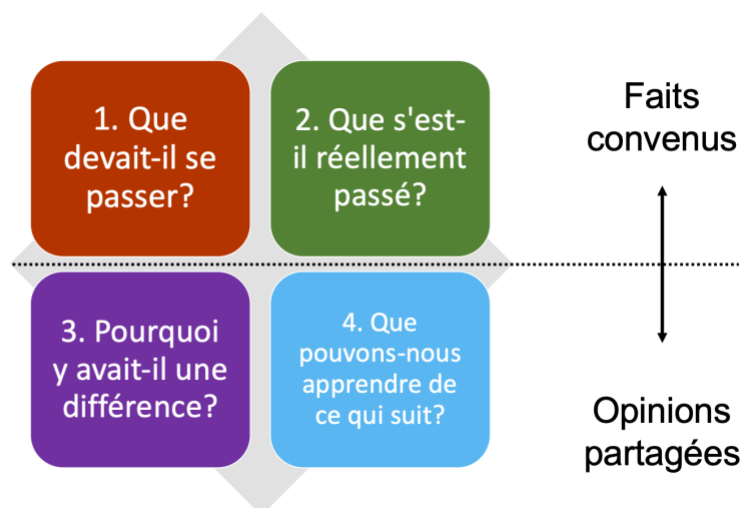 1. Que
devait-il se
passer?
2. Que s'est-
il réellement
passé?
Faits
convenus
3. Pourquoi
y avait-il une
différence?
4. Que
pouvons-nous
apprendre de
ce qui suit?
Opinions
partagées